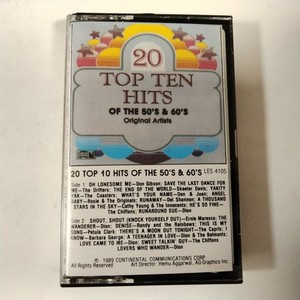 20
TOP TEN
HITS
OF THE 50'S & 60'S
Original Artists
20 TOP 10 HITS OF THE 50'S & 60'S LES 4105
Side 1: OH LONESOME ME—Don Gibson: SAVE THE LAST DANCE FOR
ME—The Drifters: THE END OF THE WORLD—Skeeter Davis: YAKITY
YAK—The Coasters: WHAT'S YOUR NAME—Don & Juan: ANGEL
BABY—Rosie & The Originals: RUNAWAY—Del Shannon: A THOUSAND
STARS IN THE SKY—Cathy Young & The Innocents: HE'S SO FINE—
The Chiffons: RUNAROUND SUE—Dion
Side 2: SHOUT, SHOUT (KNOCK YOURSELF OUT)—Ernie Maresca: THE
WANDERER—Dion: DENISE—Randy and the Rainbows: THIS IS MY
SONG—Petula Clark: THERE'S A MOON OUT TONIGHT—The Capris: I
KNOW—Barbara George: A TEENAGER IN LOVE—Dion & The Belmonts:
LOVE CAME TO ME—Dion: SWEET TALKIN' GUY—The Chiffons
LOVERS WHO WANDER—Dion
© 1989 CONTINENTAL COMMUNICATIONS CORP
All Rights Reserved Art Director: Hemu Aggarwal, AD Graphics Inc.